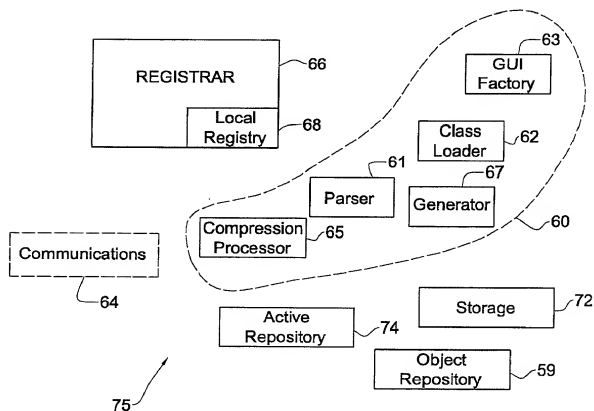 63
GUI
Factory
REGISTRAR
66
Local
Registry
68
Class
Loader
62
61
67
Parser
Generator
60
Compression
Processor
65
Communications
64
Active
Repository
74
Storage
72
Object
Repository
59
75